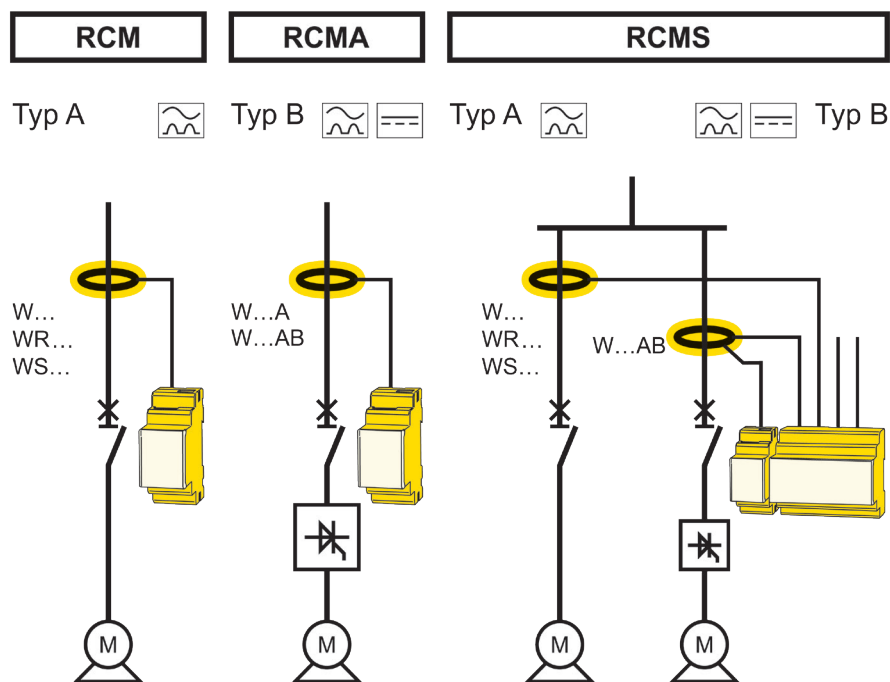 RCM
RCMA
RCMS
Typ A
Typ B
Typ A
Typ B
W...
WR...
WS...
W...A
W...AB
W...
WR...
WS...
W...AB
M
M
M
M